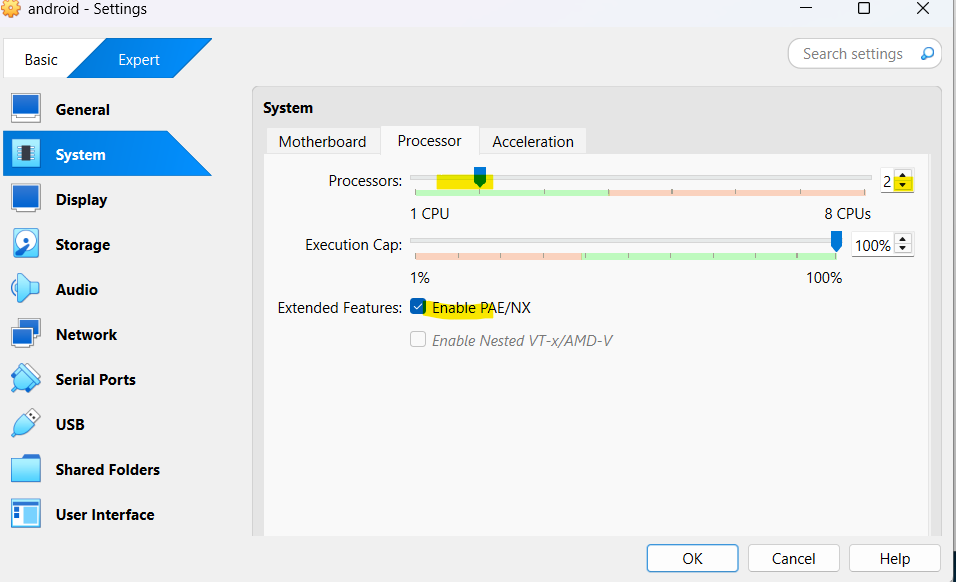 android - Settings
Basic
Expert
Search settings
General
System
Display
Storage
Audio
Network
Serial Ports
USB
Shared Folders
User Interface
System
Motherboard
Processor
Acceleration
Processors:
2
1 CPU
8 CPUs
Execution Cap:
100%
1%
100%
Extended Features:
Enable PAE/NX
Enable Nested VT-x/AMD-V
OK
Cancel
Help